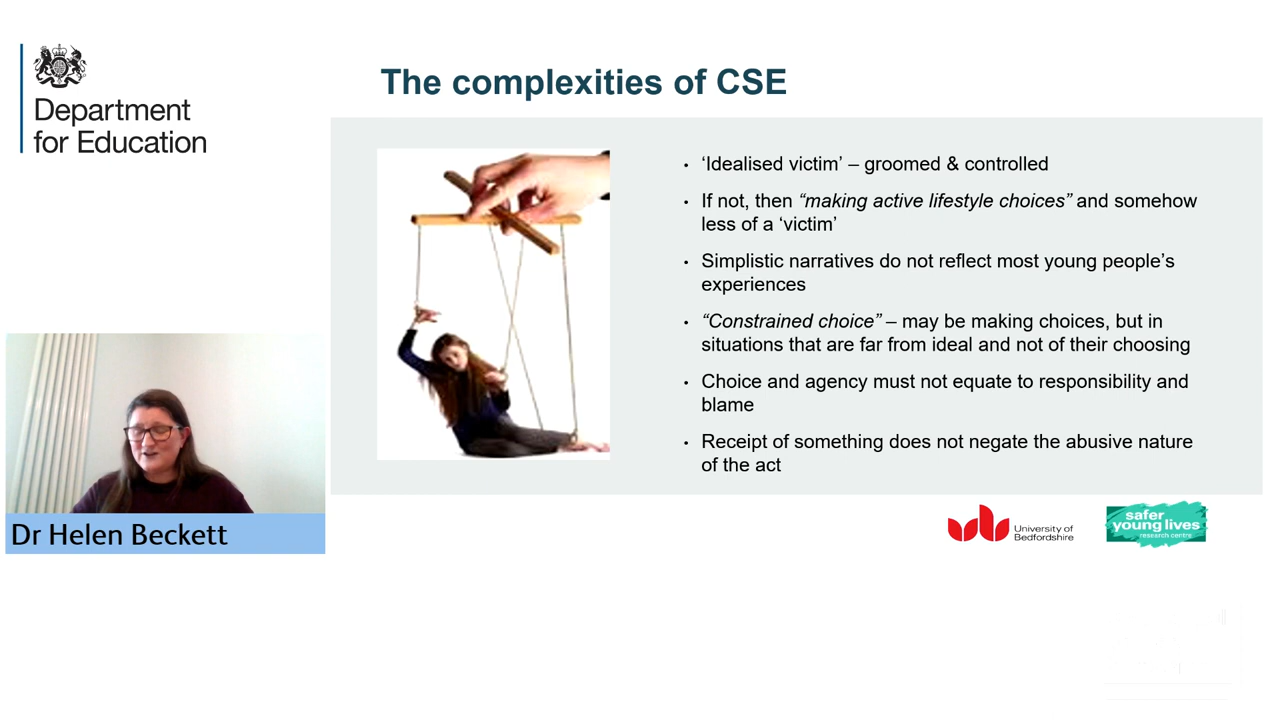 Department
for Education
The complexities of CSE
• ‘Idealised victim’ – groomed & controlled
• If not, then “making active lifestyle choices” and somehow
less of a ‘victim’
• Simplistic narratives do not reflect most young people’s
experiences
• “Constrained choice” – may be making choices, but in
situations that are far from ideal and not of their choosing
• Choice and agency must not equate to responsibility and
blame
• Receipt of something does not negate the abusive nature
of the act
Dr Helen Beckett
University of
Bedfordshire
safer
young lives
research centre